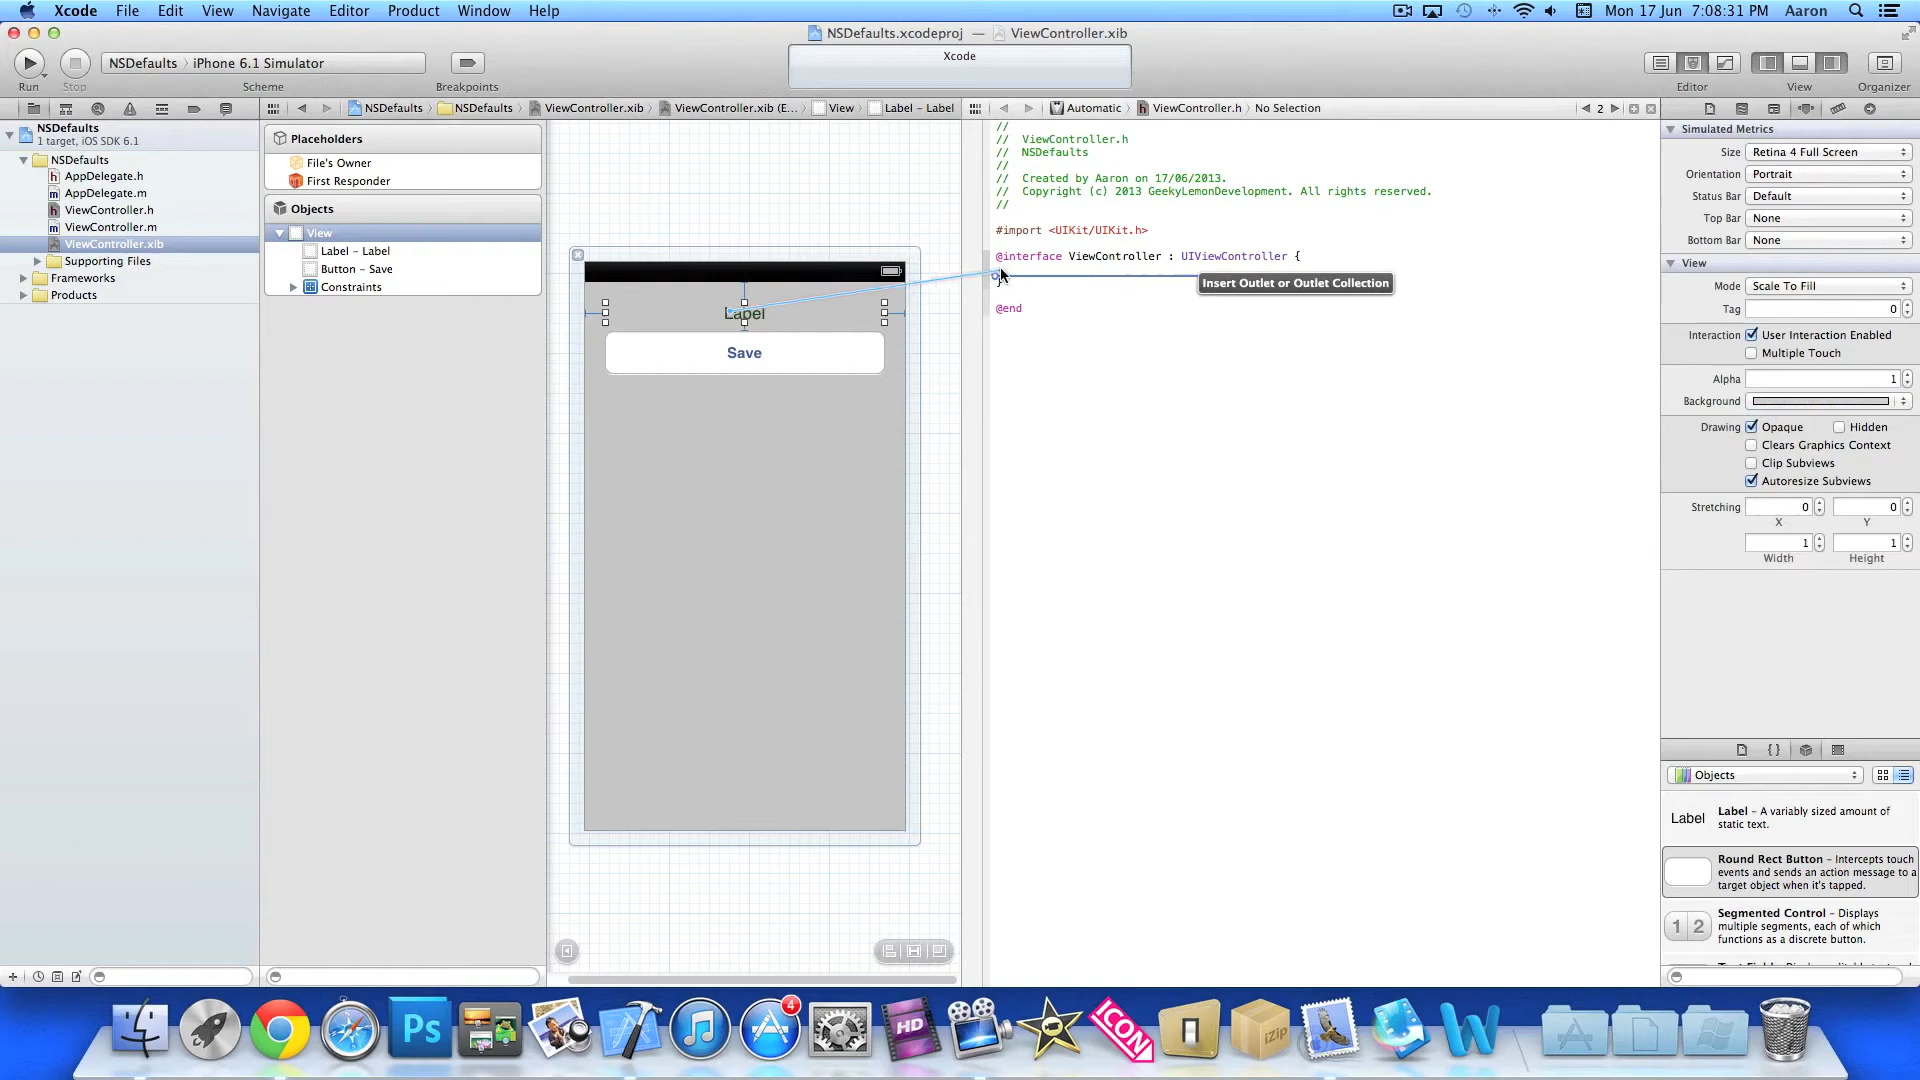 Xcode File Edit View Navigate Editor Product Window Help Mon 17 Jun 7:08:31 PM Aaron
NSDefaults.xcodeproj — ViewController.xib
NSDefaults iPhone 6.1 Simulator
Xcode
Run Stop Scheme Breakpoints Editor View Organizer
NSDefaults NSDefaults ViewController.xib ViewController.xib (E... View Label – Label
Automatic ViewController.h No Selection 2
NSDefaults
1 target, iOS SDK 6.1
NSDefaults
AppDelegate.h
AppDelegate.m
ViewController.h
ViewController.m
ViewController.xib
Supporting Files
Frameworks
Products
Placeholders
File's Owner
First Responder
Objects
View
Label – Label
Button – Save
Constraints
Label
Save
//
// ViewController.h
// NSDefaults
//
// Created by Aaron on 17/06/2013.
// Copyright (c) 2013 GeekyLemonDevelopment. All rights reserved.
//
#import <UIKit/UIKit.h>
@interface ViewController : UIViewController {
Insert Outlet or Outlet Collection
}
@end
Simulated Metrics
Size Retina 4 Full Screen
Orientation Portrait
Status Bar Default
Top Bar None
Bottom Bar None
View
Mode Scale To Fill
Tag 0
Interaction User Interaction Enabled
Multiple Touch
Alpha 1
Background
Drawing Opaque Hidden
Clears Graphics Context
Clip Subviews
Autoresize Subviews
Stretching 0 0
X Y
1 1
Width Height
{ }
Objects
Label Label – A variably sized amount of
static text.
Round Rect Button – Intercepts touch
events and sends an action message to a
target object when it's tapped.
1 2 Segmented Control – Displays
multiple segments, each of which
functions as a discrete button.
Ps
4
HD
ICON
iZip
W